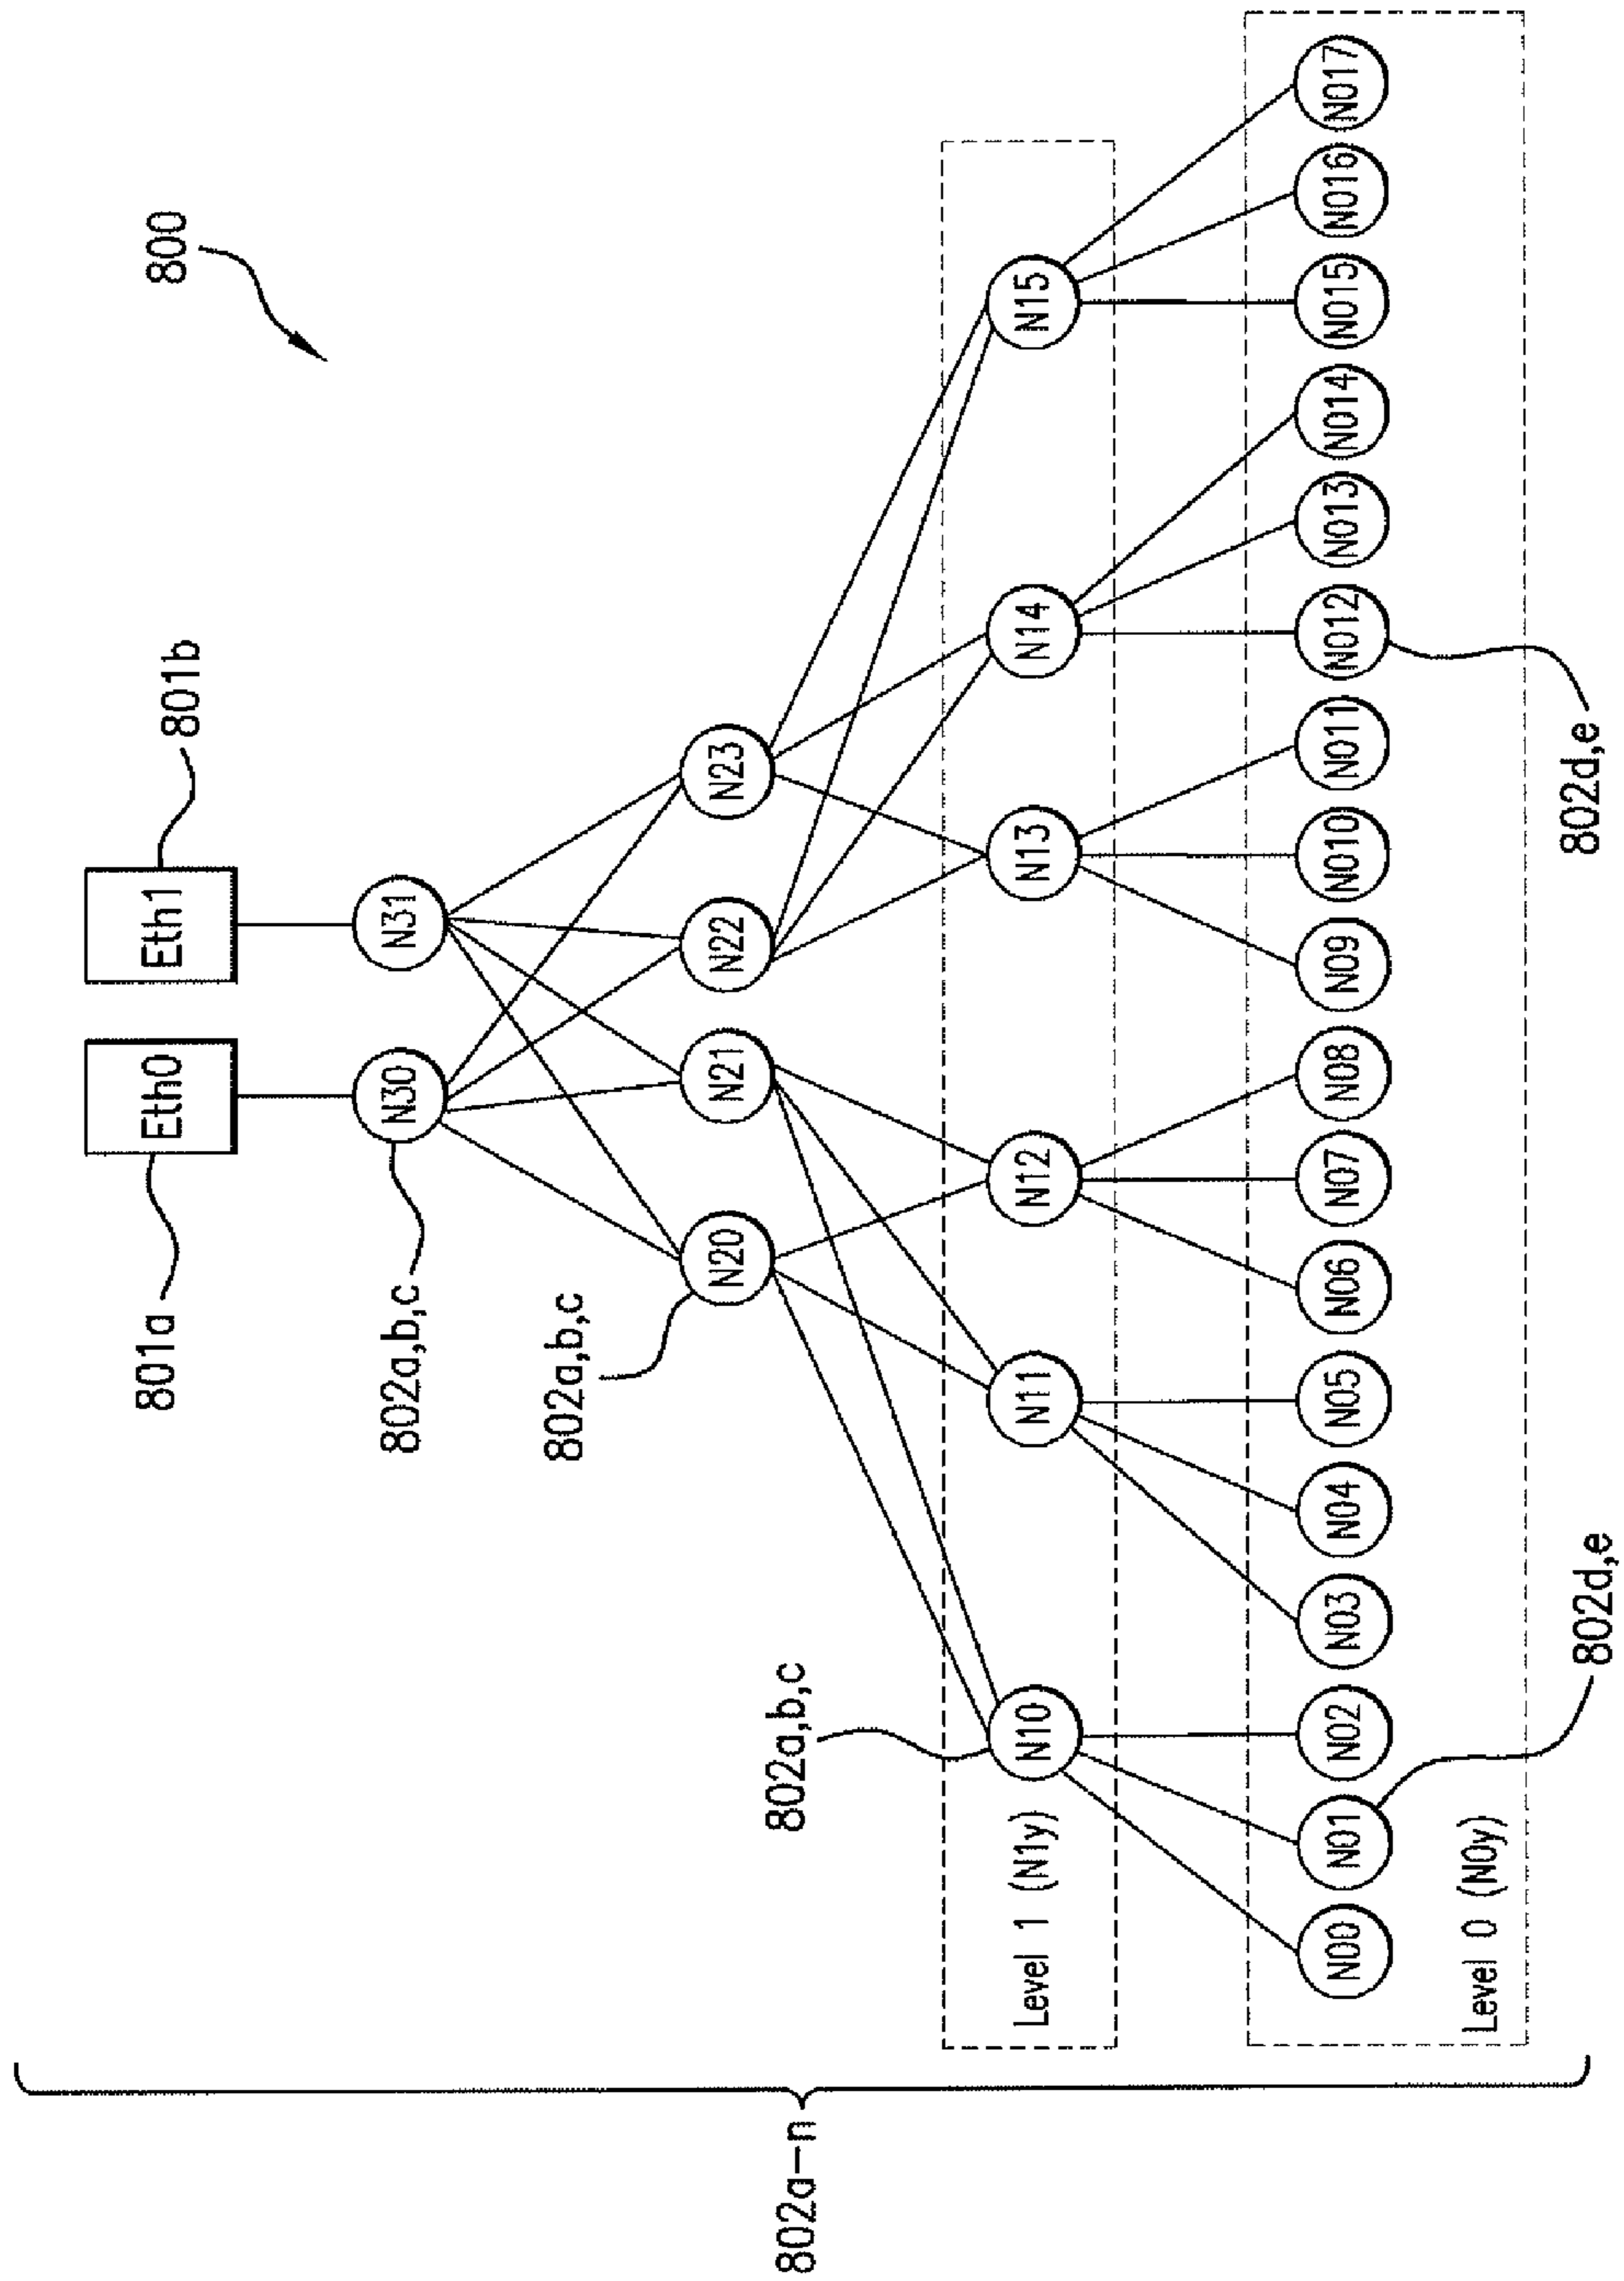 800
801a
Eth0
Eth1
801b
802a,b,c
N30
N31
802a,b,c
N20
N21
N22
N23
802a-n
802a,b,c
Level 1 (N1y)
N10
N11
N12
N13
N14
N15
N00
N01
N02
N03
N04
N05
N06
N07
N08
N09
N010
N011
N012
N013
N014
N015
N016
N017
Level 0 (N0y)
802d,e
802d,e